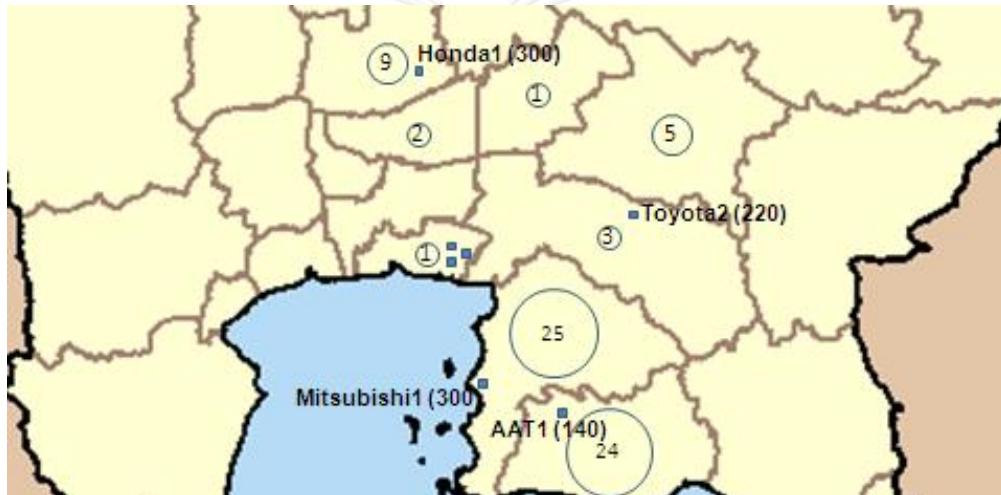 Honda1 (300)
9
1
2
5
Toyota2 (220)
3
1
25
Mitsubishi1 (300
AAT1 (140)
24